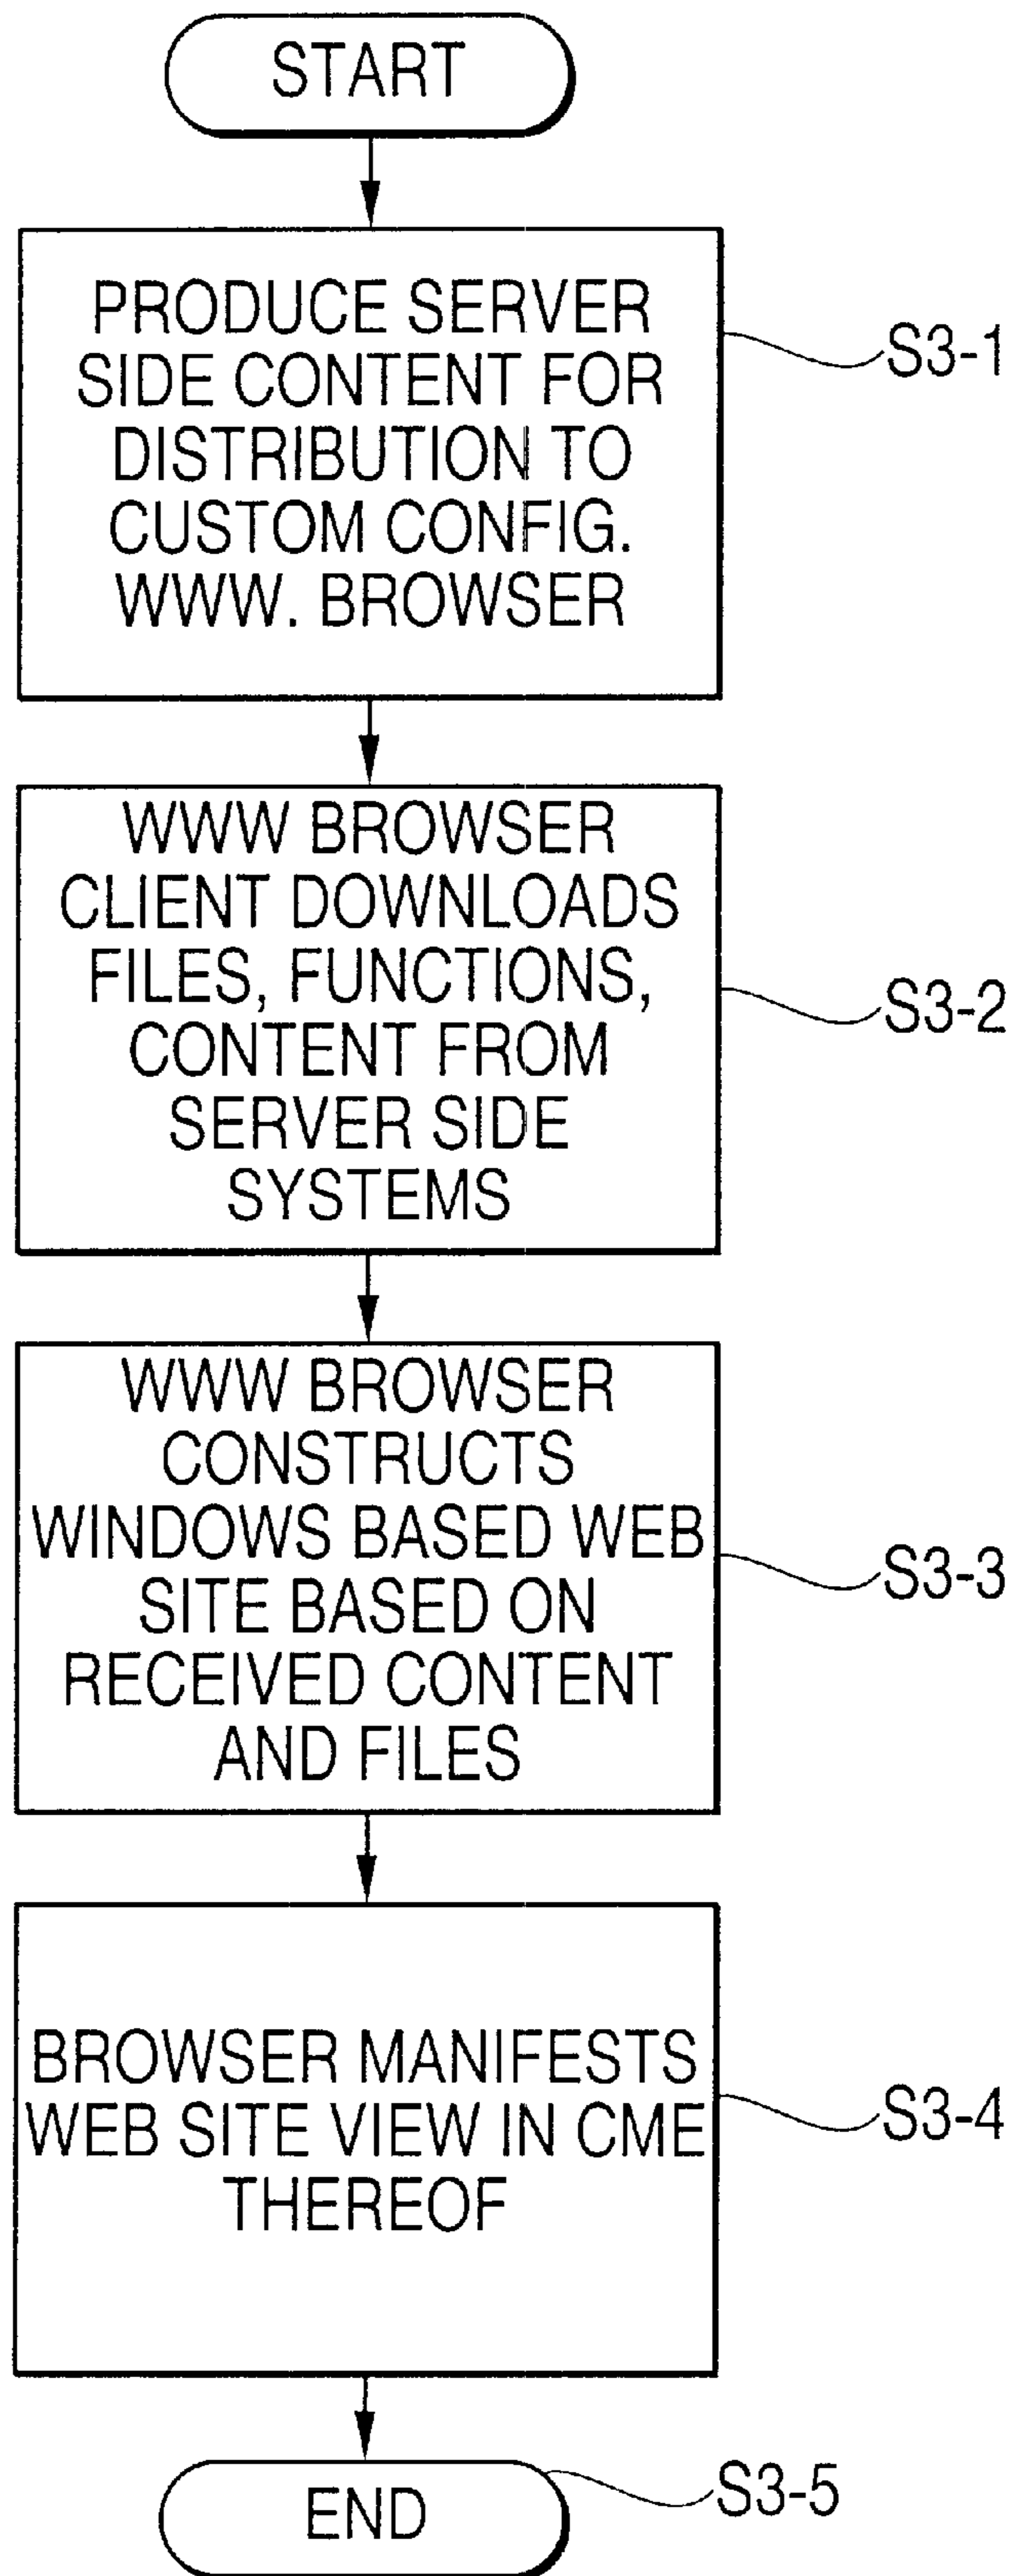 START
PRODUCE SERVER
SIDE CONTENT FOR
DISTRIBUTION TO
CUSTOM CONFIG.
WWW. BROWSER
S3-1
WWW BROWSER
CLIENT DOWNLOADS
FILES, FUNCTIONS,
CONTENT FROM
SERVER SIDE
SYSTEMS
S3-2
WWW BROWSER
CONSTRUCTS
WINDOWS BASED WEB
SITE BASED ON
RECEIVED CONTENT
AND FILES
S3-3
BROWSER MANIFESTS
WEB SITE VIEW IN CME
THEREOF
S3-4
END
S3-5